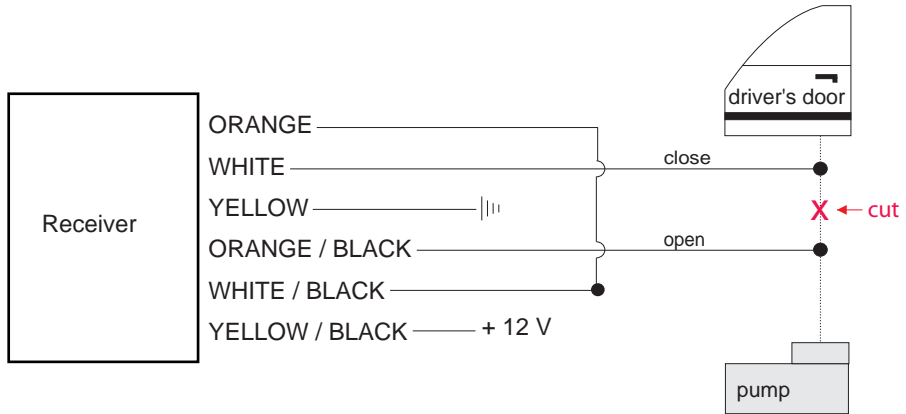 driver's door
ORANGE
WHITE
close
YELLOW
X
cut
Receiver
ORANGE / BLACK
open
WHITE / BLACK
YELLOW / BLACK
+ 12 V
pump